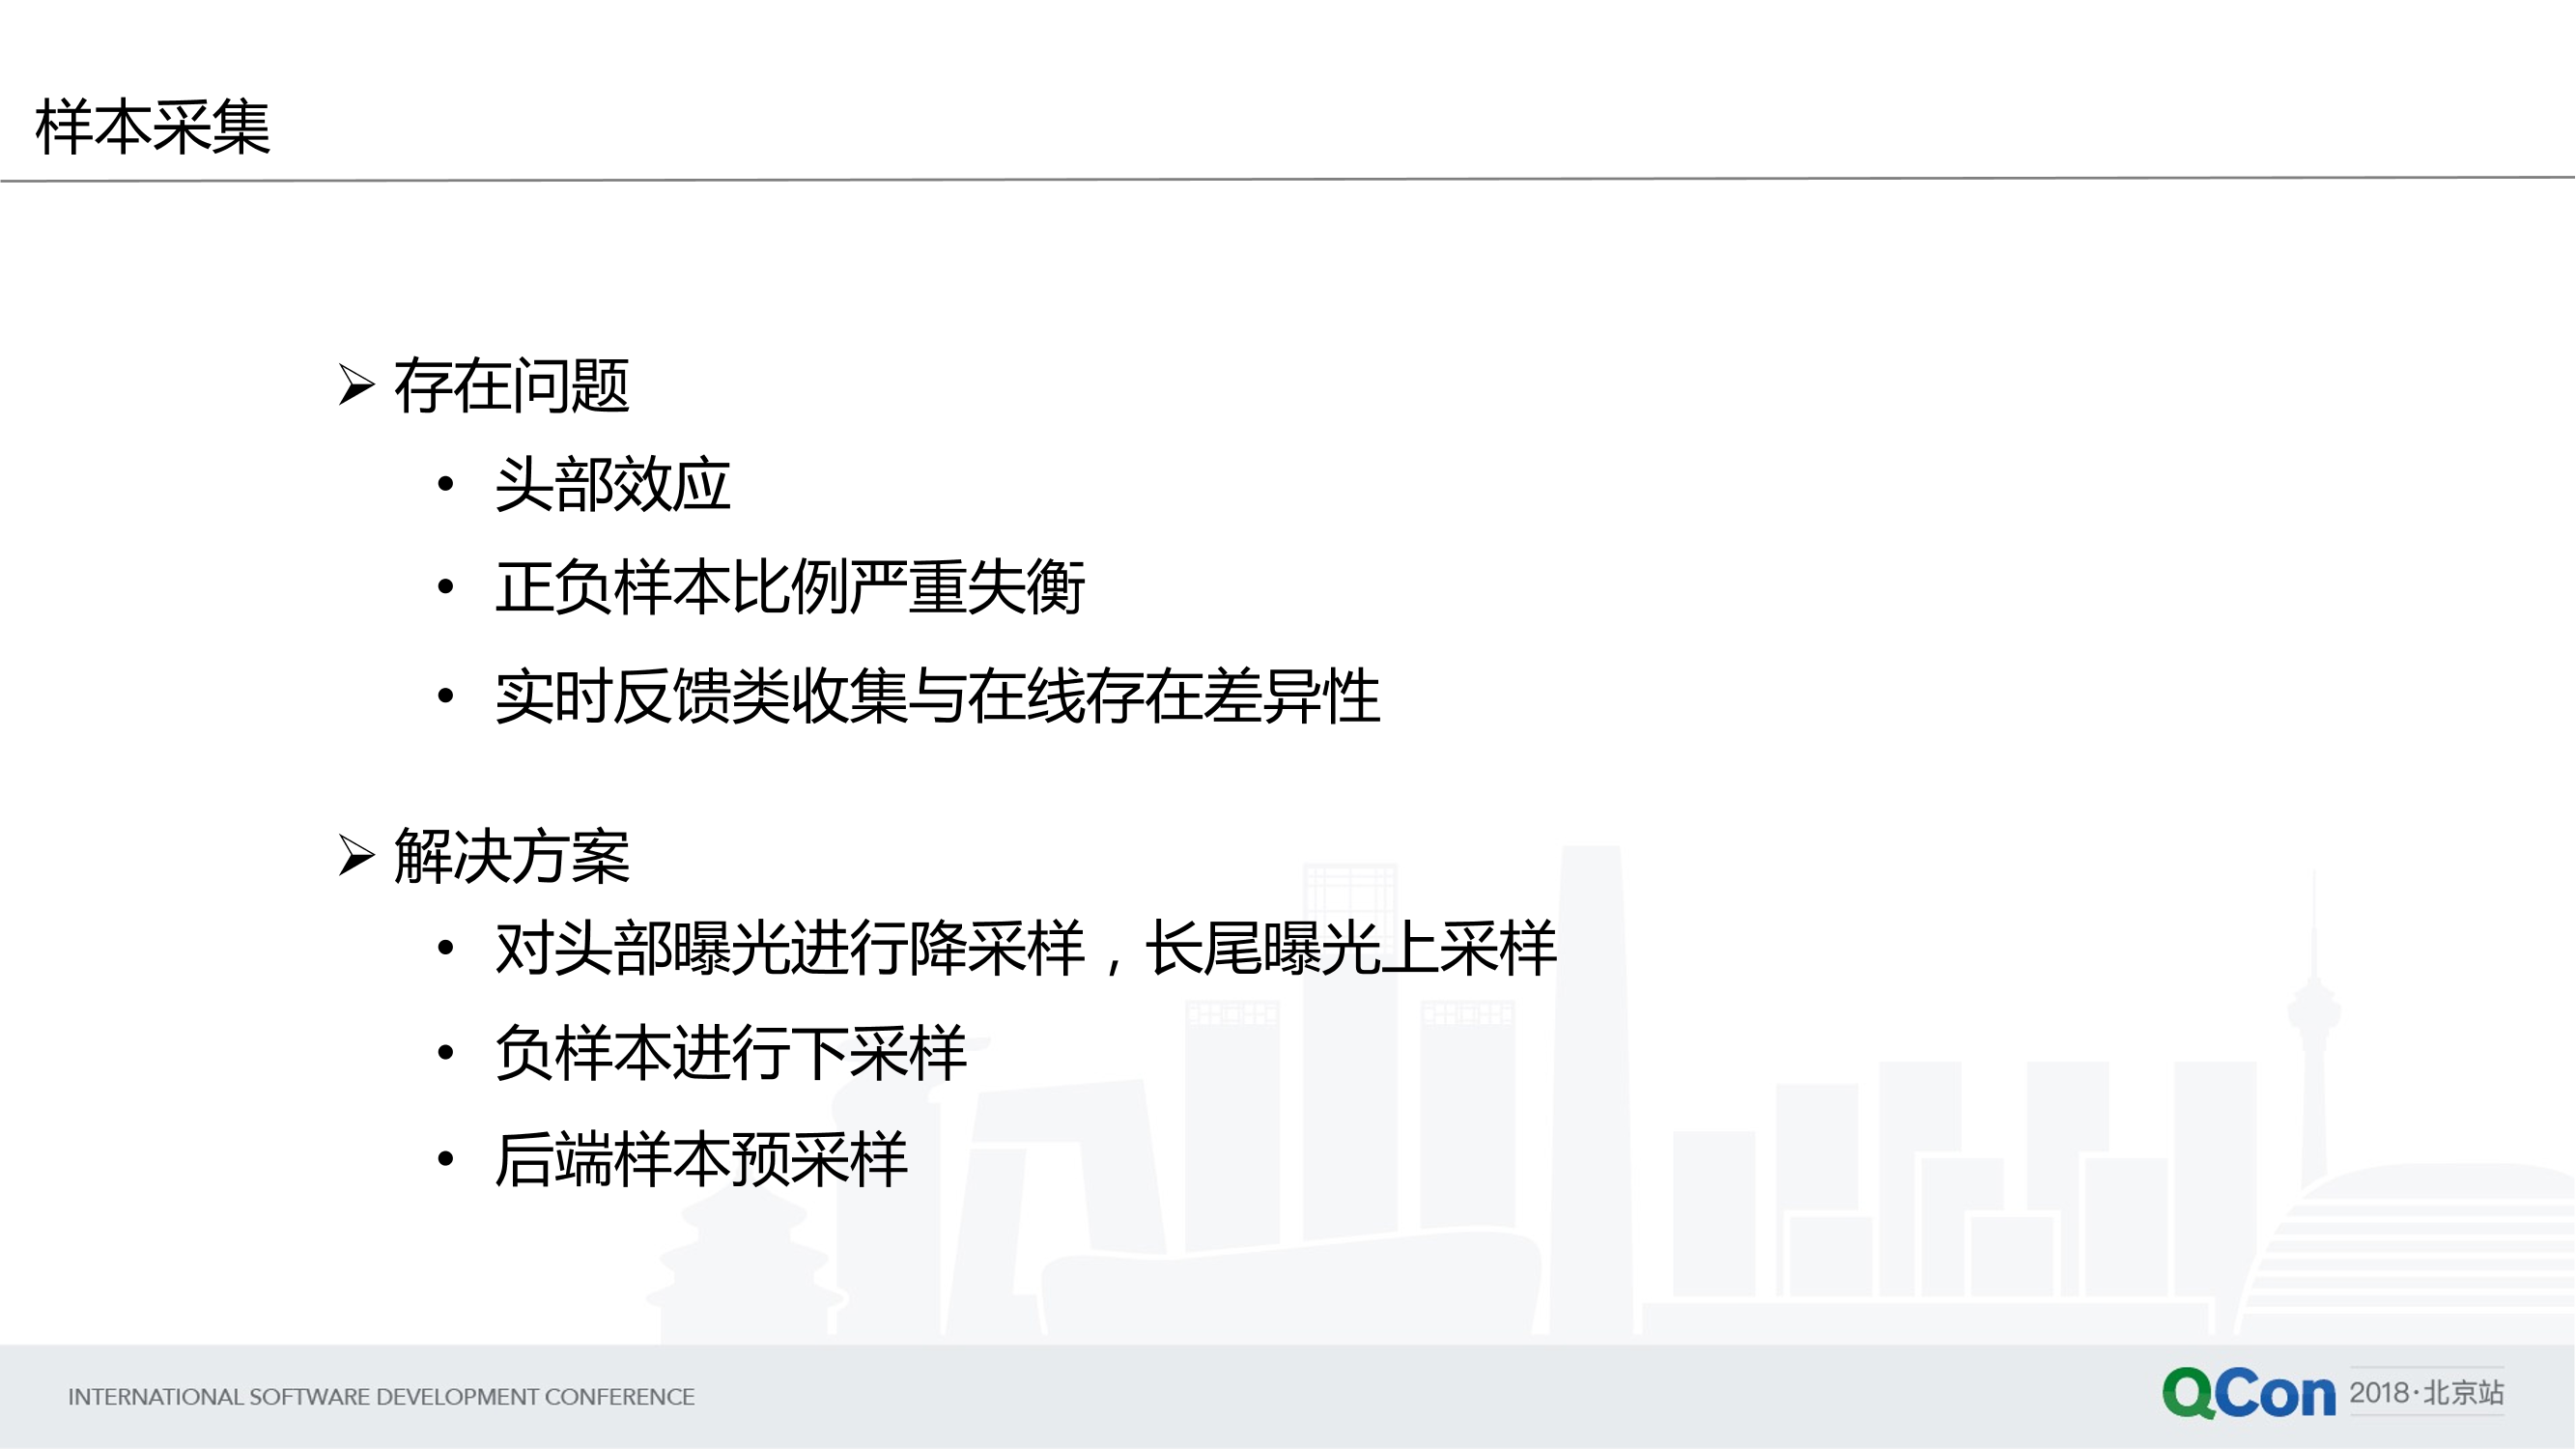 样本采集
➢ 存在问题
• 头部效应
• 正负样本比例严重失衡
• 实时反馈类收集与在线存在差异性
➢ 解决方案
• 对头部曝光进行降采样，长尾曝光上采样
• 负样本进行下采样
• 后端样本预采样
INTERNATIONAL SOFTWARE DEVELOPMENT CONFERENCE
QCon 2018·北京站